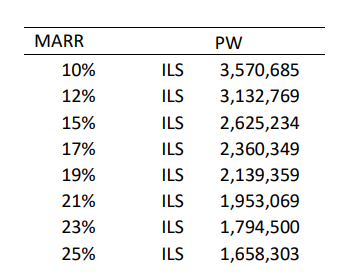 MARR PW
10% ILS 3,570,685
12% ILS 3,132,769
15% ILS 2,625,234
17% ILS 2,360,349
19% ILS 2,139,359
21% ILS 1,953,069
23% ILS 1,794,500
25% ILS 1,658,303